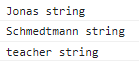 Jonas string
Schmedtmann string
teacher string